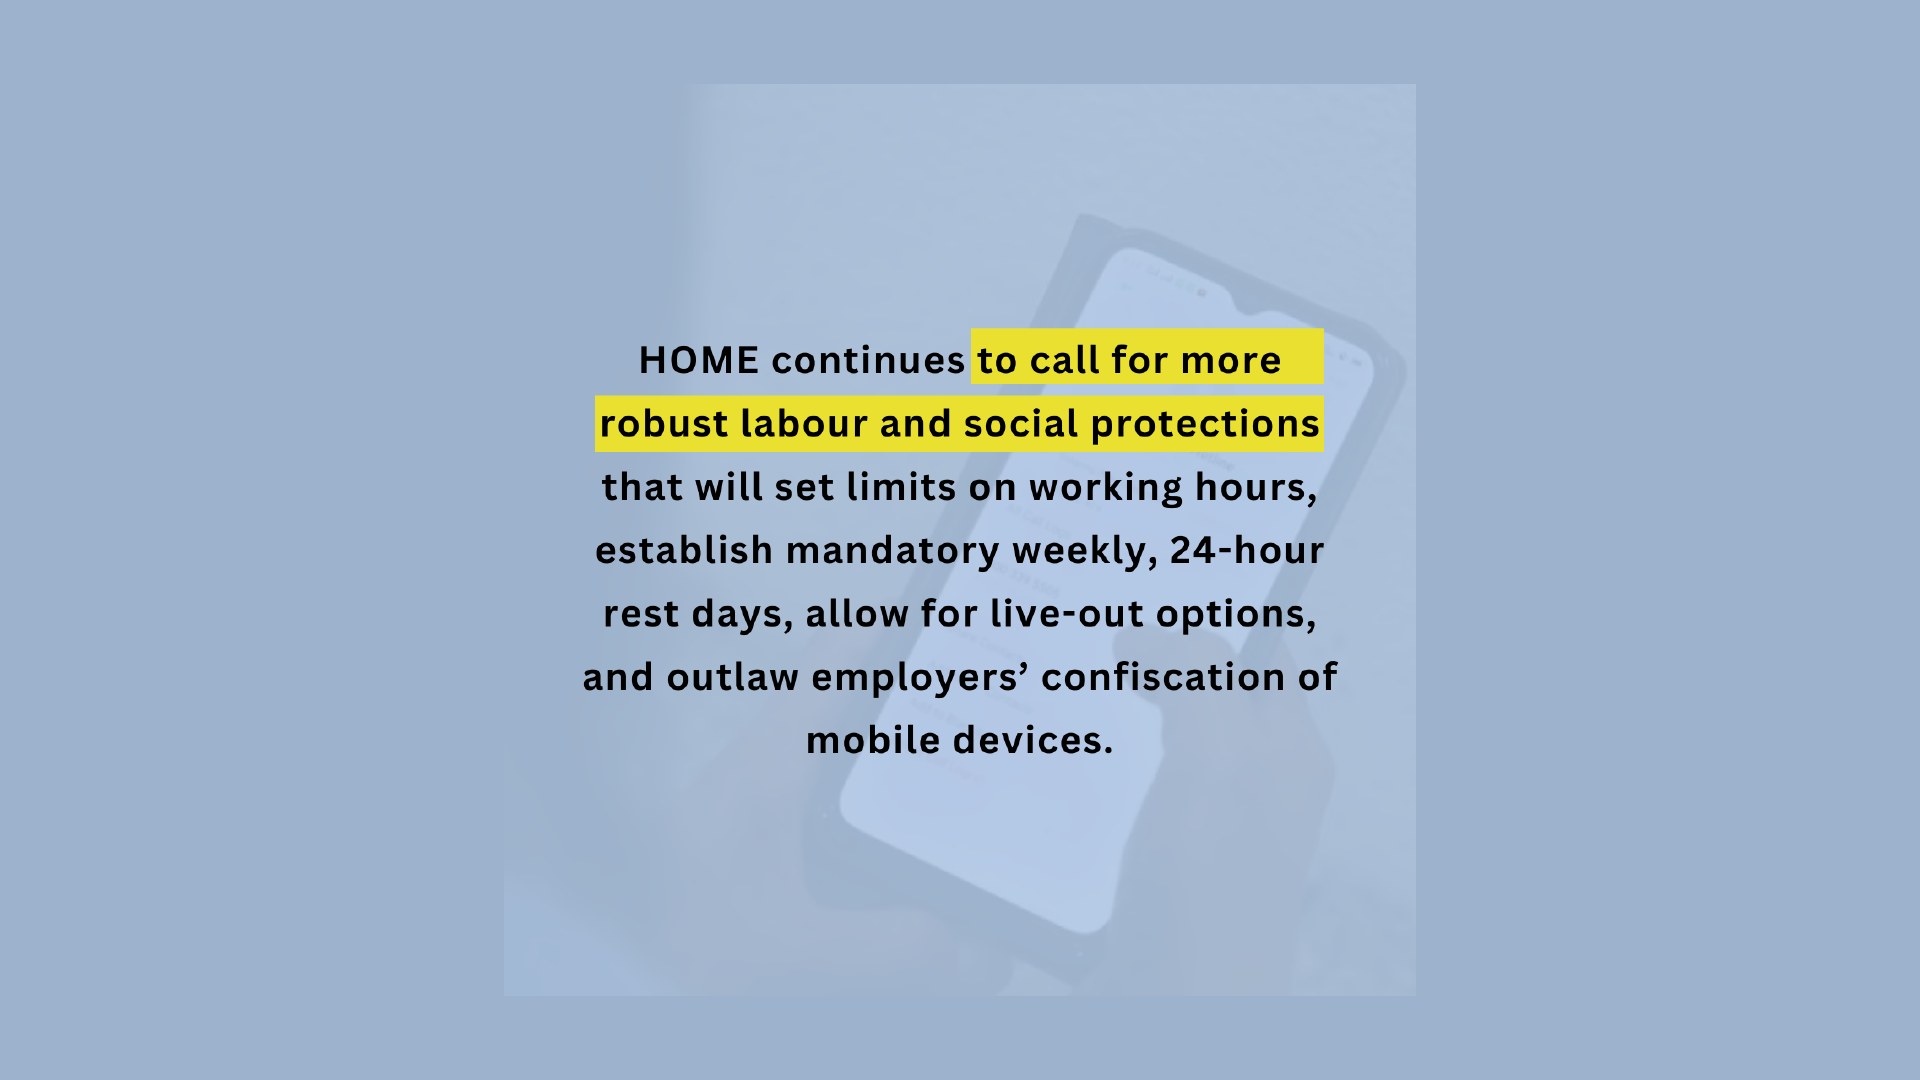 HOME continues to call for more
robust labour and social protections
that will set limits on working hours,
establish mandatory weekly, 24-hour
rest days, allow for live-out options,
and outlaw employers’ confiscation of
mobile devices.